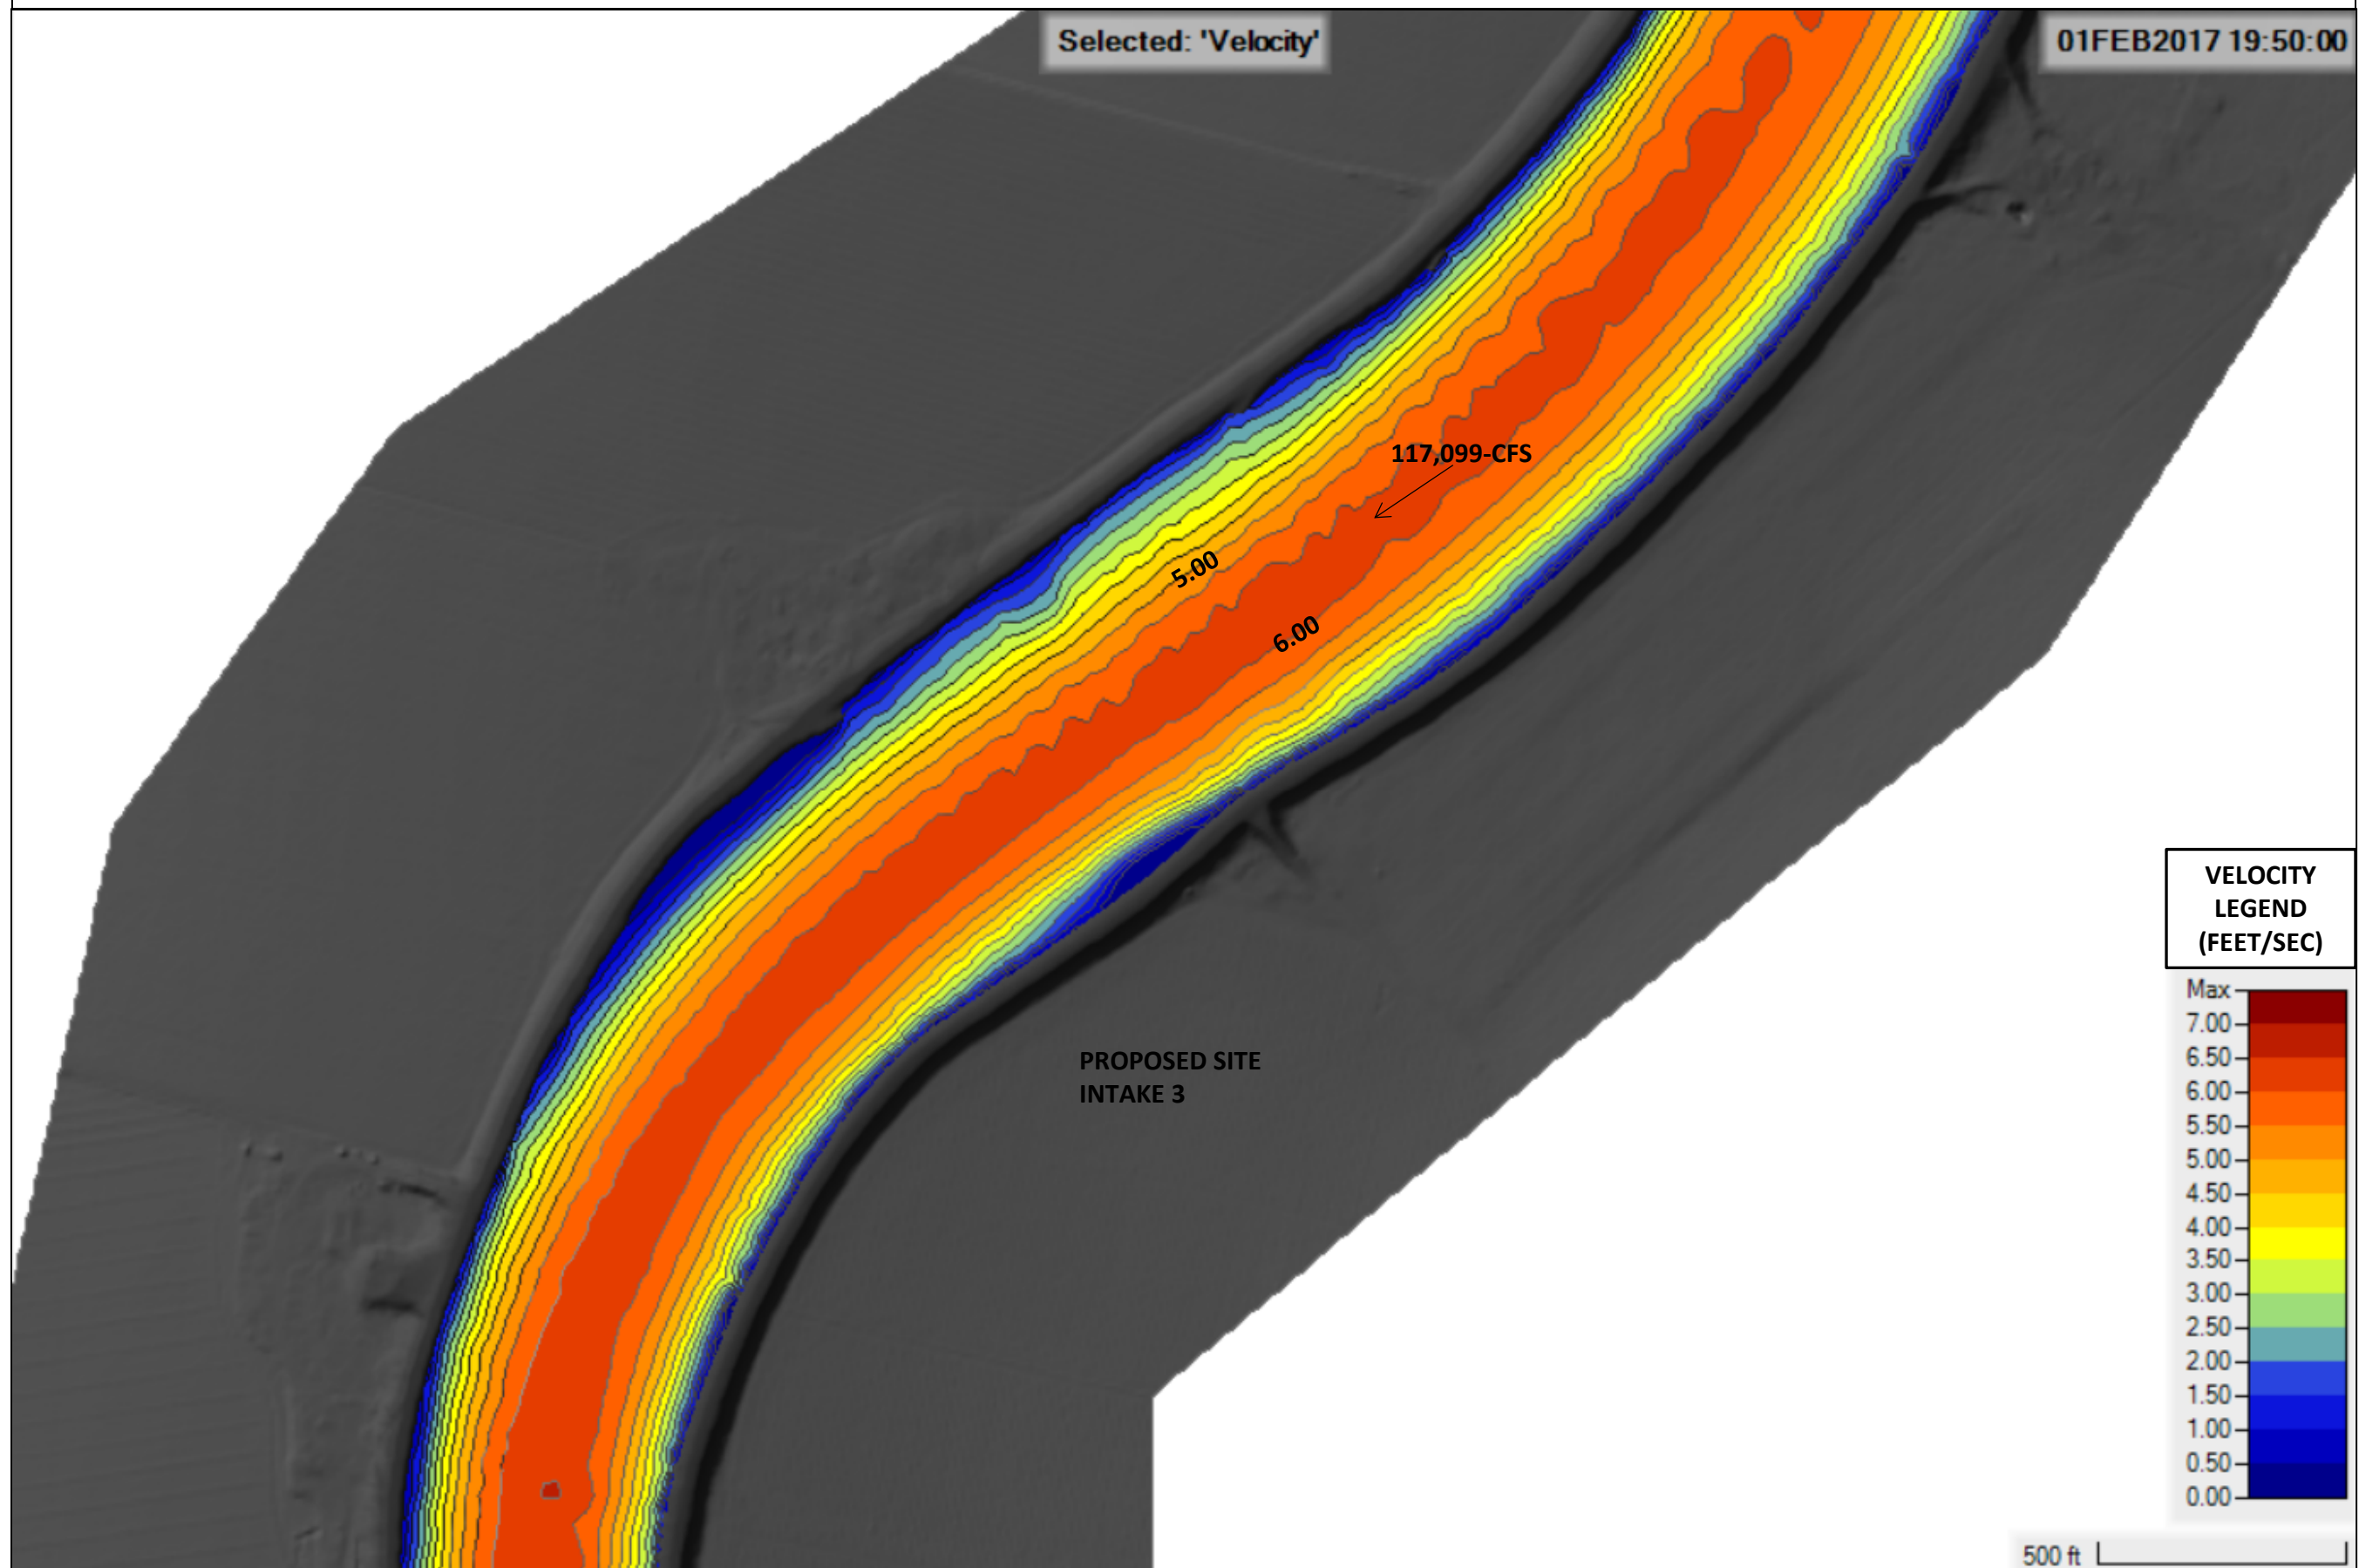 Selected: 'Velocity'
01FEB2017 19:50:00
117,099-CFS
5.00
6.00
PROPOSED SITE
INTAKE 3
VELOCITY
LEGEND
(FEET/SEC)
Max
7.00
6.50
6.00
5.50
5.00
4.50
4.00
3.50
3.00
2.50
2.00
1.50
1.00
0.50
0.00
500 ft